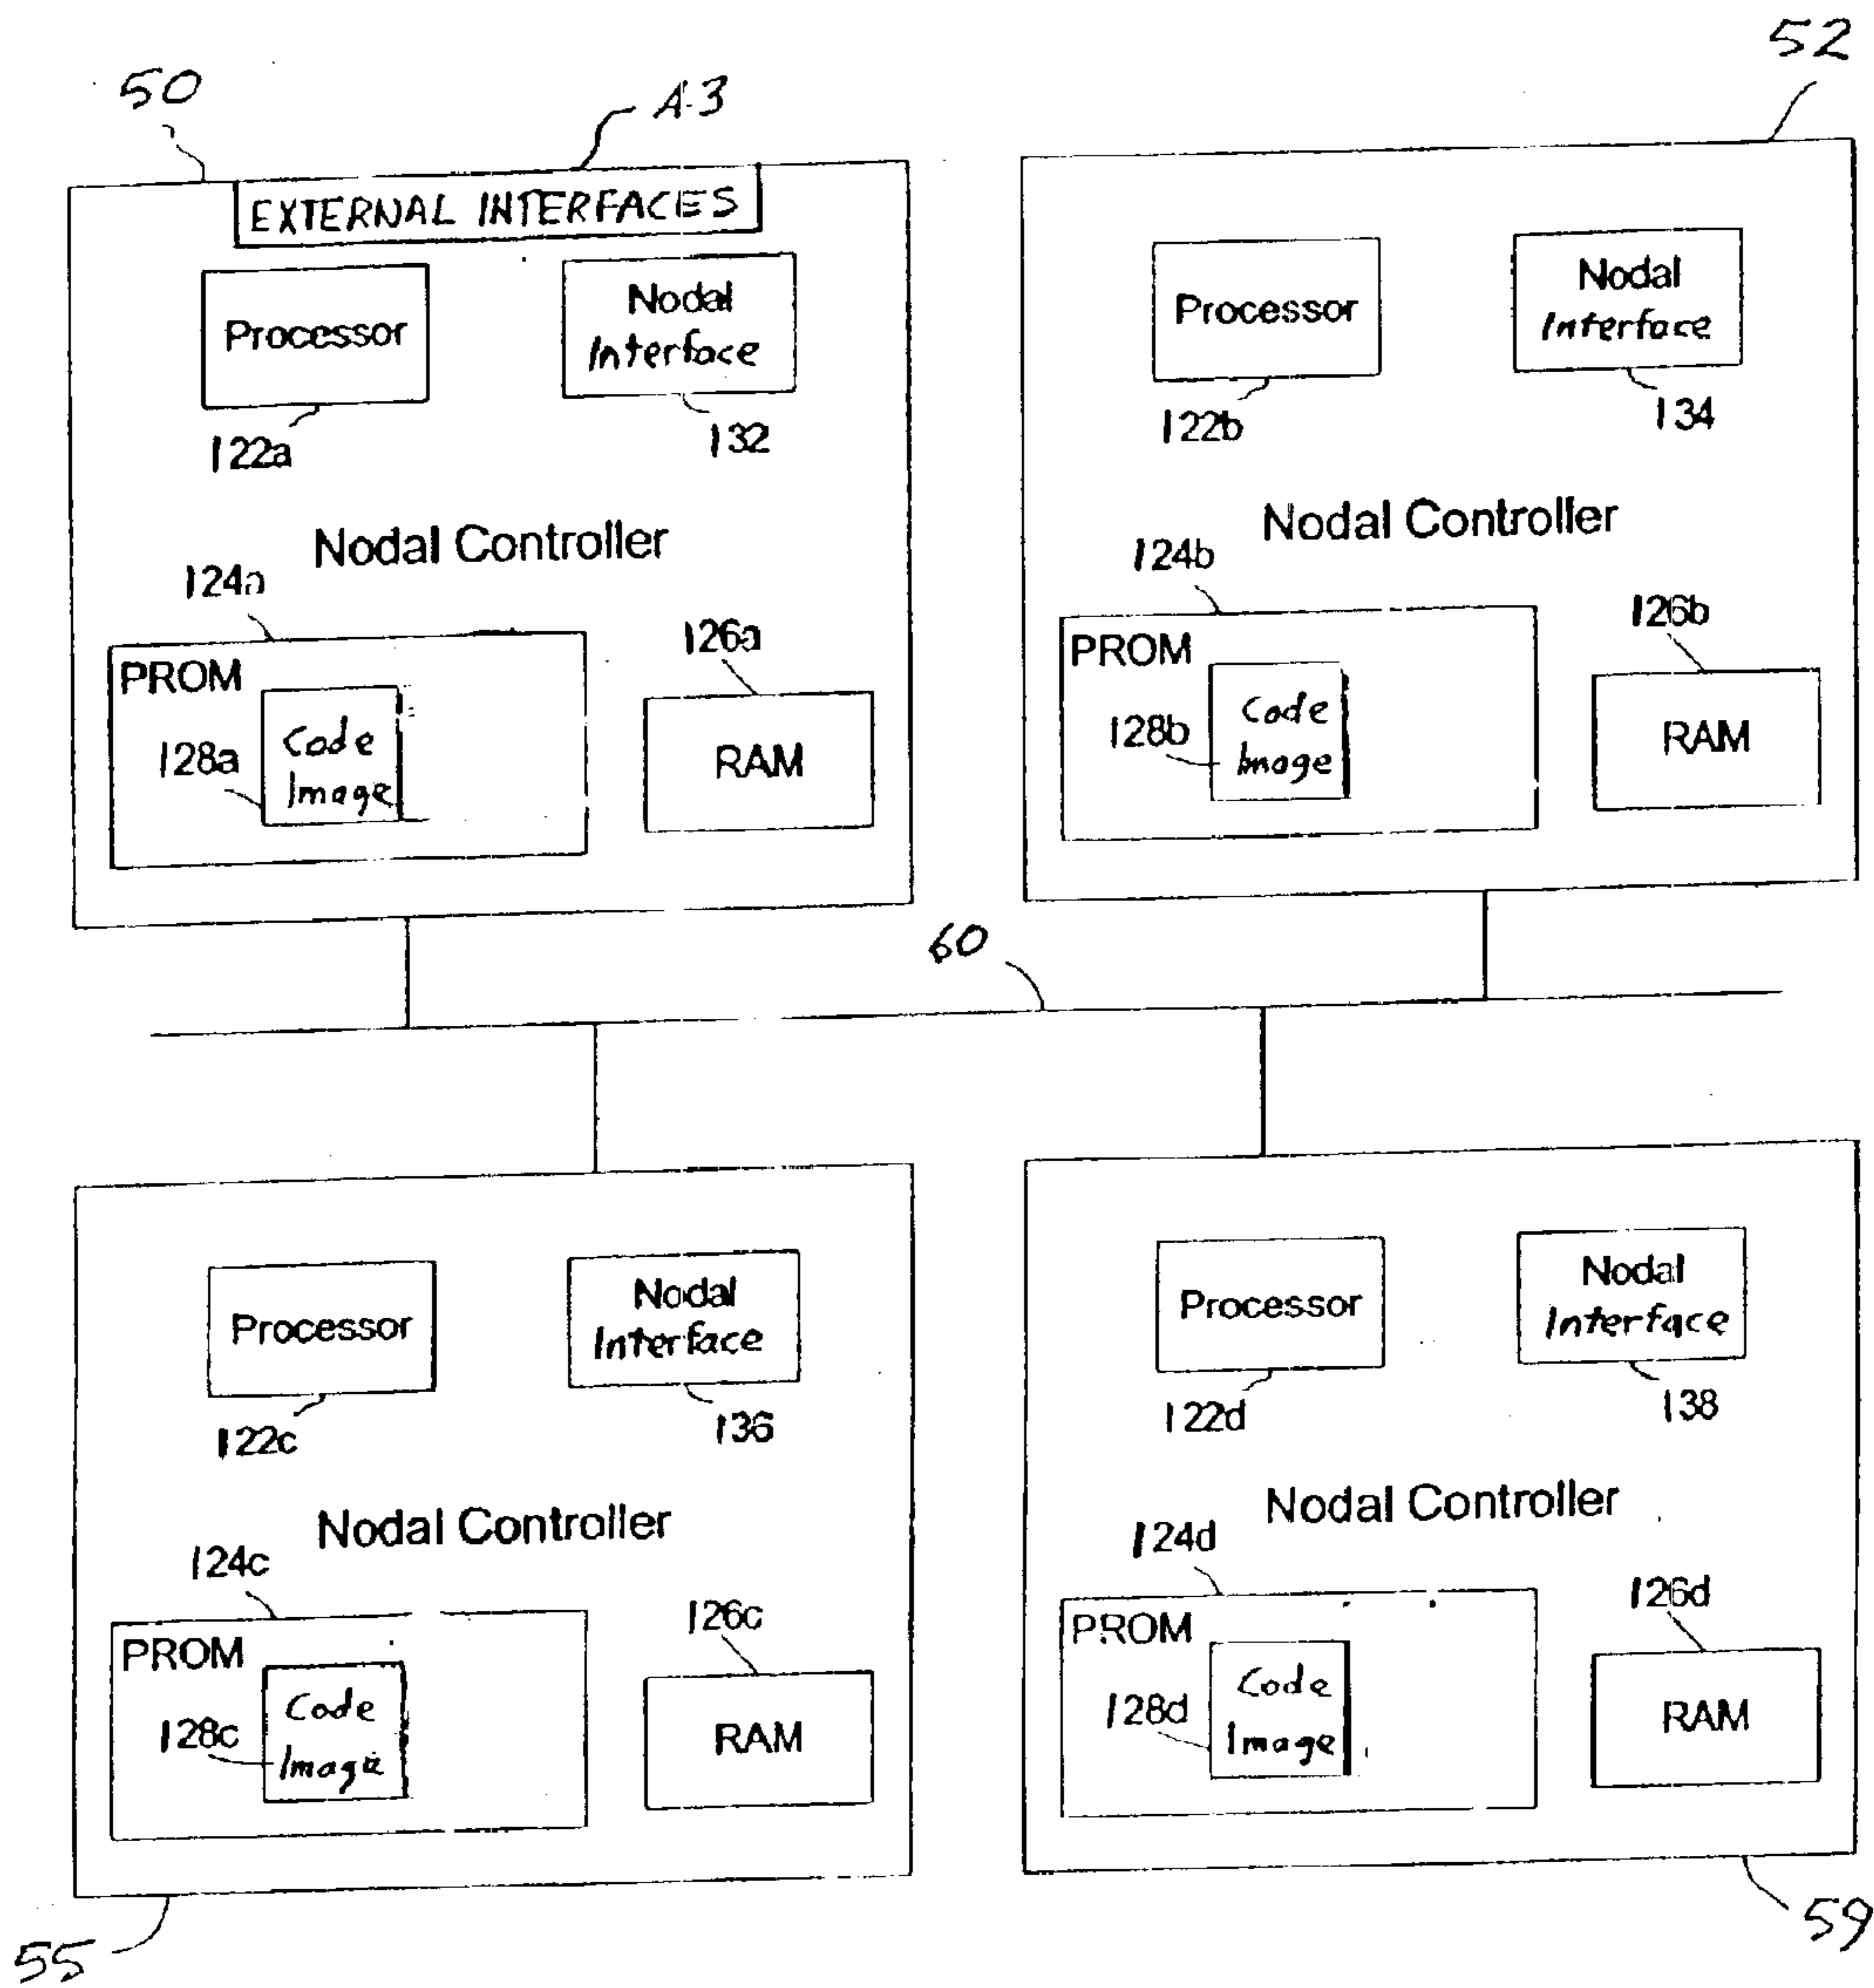 50
A-3
52
EXTERNAL INTERFACES
Processor
Nodal
Interface
122a
132
Processor
Nodal
Interface
122b
134
Nodal Controller
124a
126a
PROM
128a
Code
Image
RAM
Nodal Controller
124b
126b
PROM
128b
Code
Image
RAM
60
Processor
Nodal
Interface
122c
136
Processor
Nodal
Interface
122d
138
Nodal Controller
124c
126c
PROM
128c
Code
Image
RAM
Nodal Controller
124d
126d
PROM
128d
Code
Image
RAM
55
59